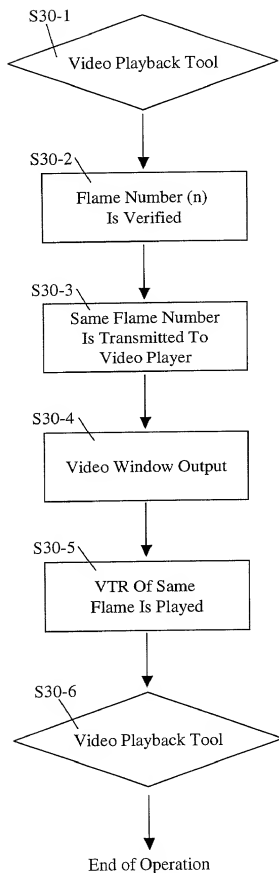 S30-1
Video Playback Tool
S30-2
Flame Number (n)
Is Verified
S30-3
Same Flame Number
Is Transmitted To
Video Player
S30-4
Video Window Output
S30-5
VTR Of Same
Flame Is Played
S30-6
Video Playback Tool
End of Operation